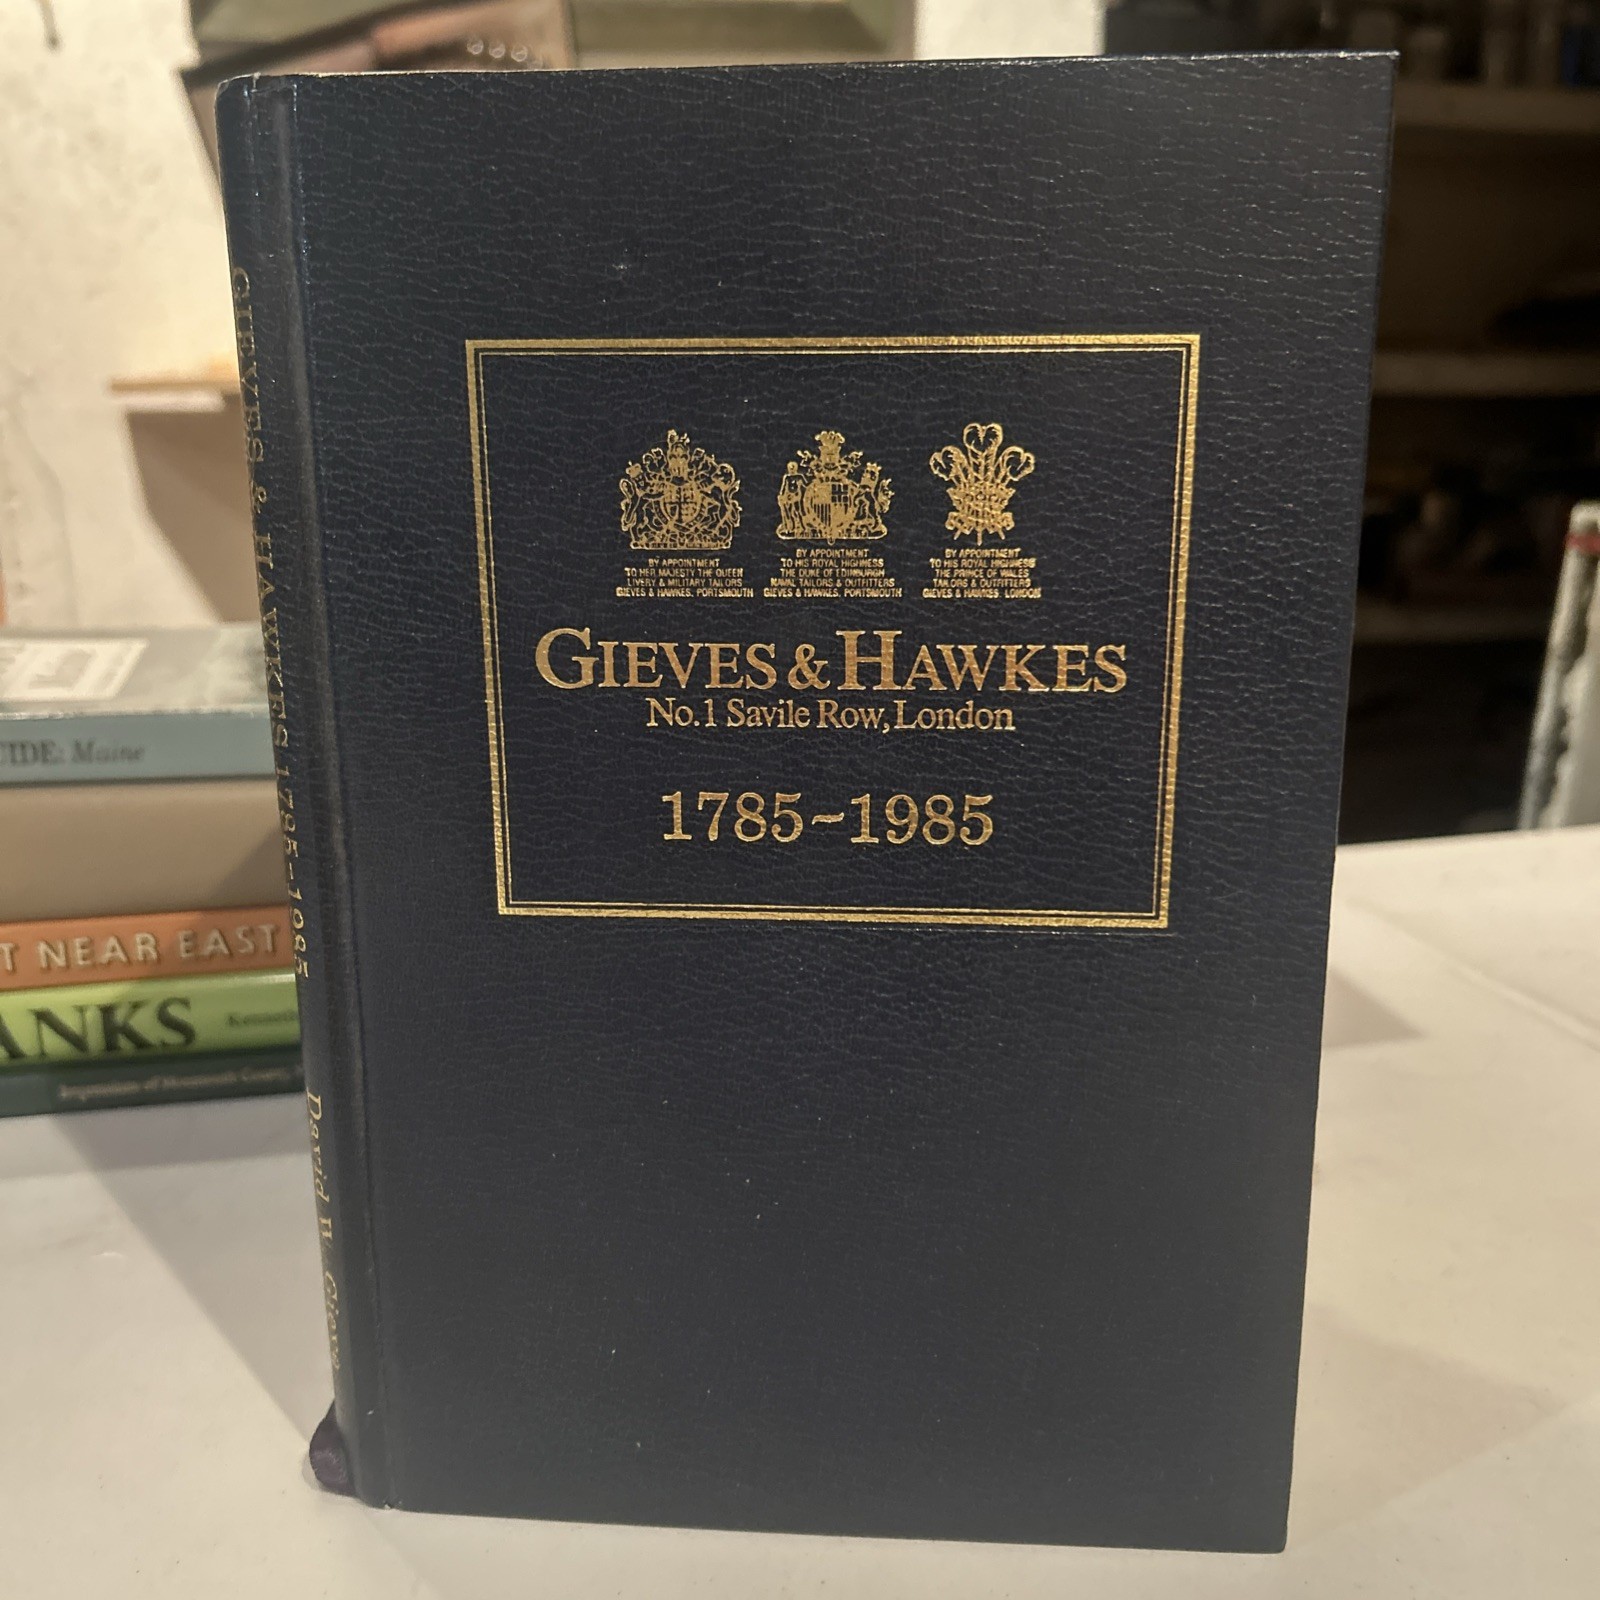 BY APPOINTMENT
TO HER MAJESTY THE QUEEN
LIVERY & MILITARY TAILORS
GIEVES & HAWKES, PORTSMOUTH
BY APPOINTMENT
TO HIS ROYAL HIGHNESS
THE DUKE OF EDINBURGH
NAVAL TAILORS & OUTFITTERS
GIEVES & HAWKES, PORTSMOUTH
BY APPOINTMENT
TO HIS ROYAL HIGHNESS
THE PRINCE OF WALES
TAILORS & OUTFITTERS
GIEVES & HAWKES, LONDON
GIEVES & HAWKES
No. 1 Savile Row, London
1785-1985
GIEVES & HAWKES 1785-1985
David W. Gieve
UIDE: Maine
T NEAR EAST
ANKS
Kenneth